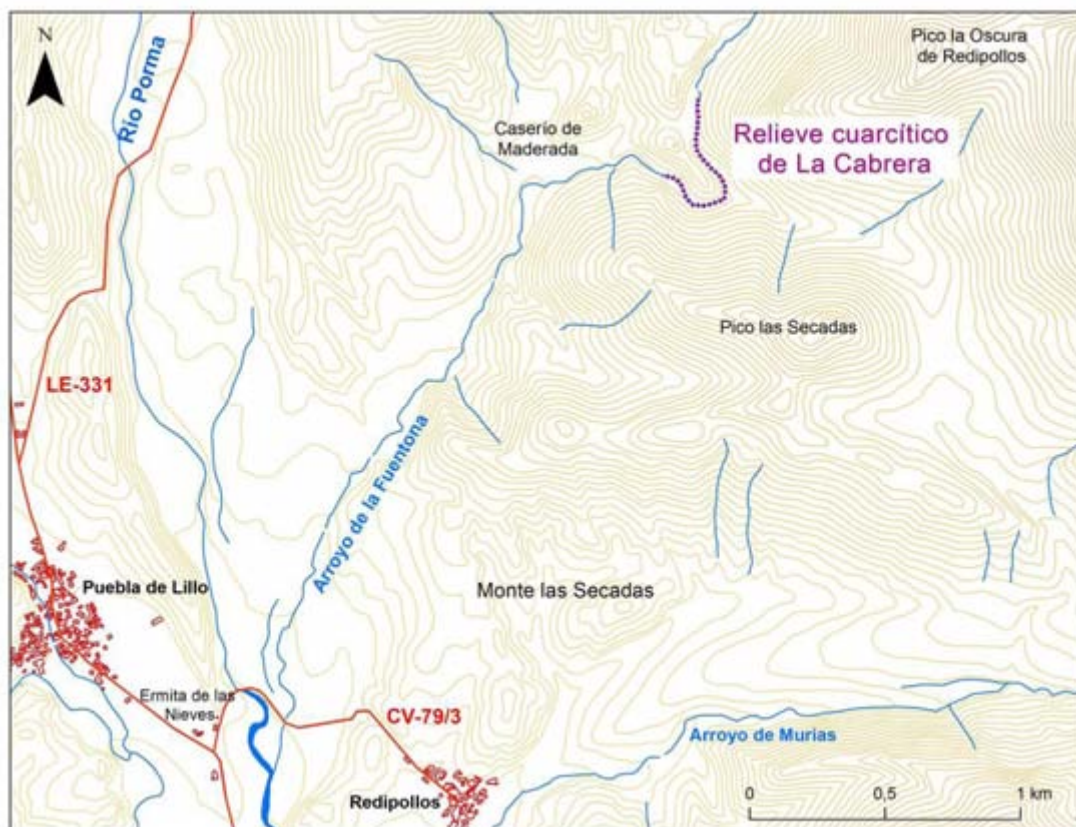 N
Río Porma
Pico la Oscura
de Redipollos
Caserío de
Maderada
Relieve cuarcítico
de La Cabrera
Pico las Secadas
LE-331
Arroyo de la Fuentona
Puebla de Lillo
Monte las Secadas
Ermita de las
Nieves
CV-79/3
Arroyo de Murias
Redipollos
0 0,5 1 km